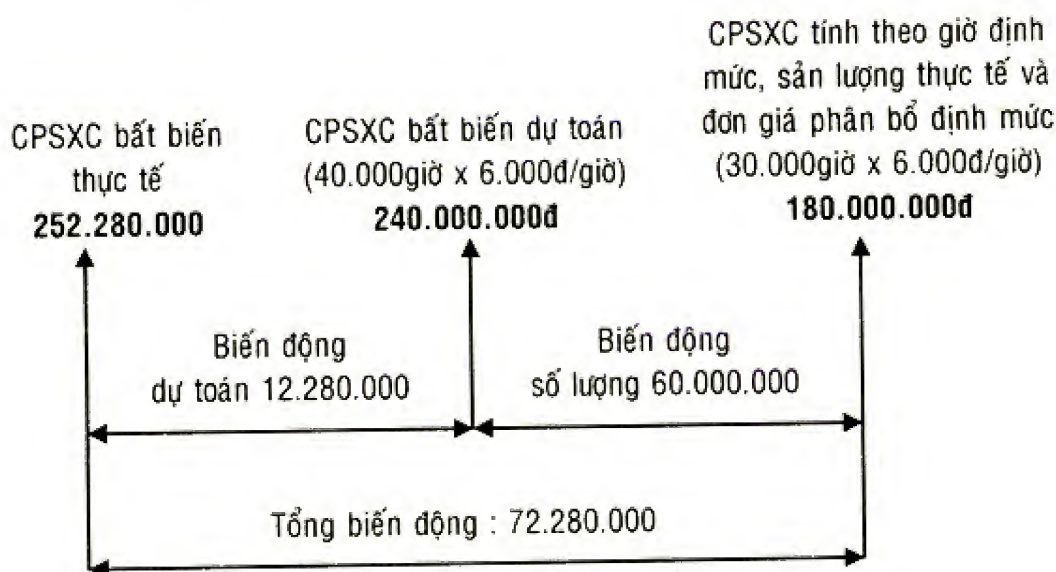 CPSXC bất biến
thực tế
252.280.000
CPSXC bất biến dự toán
(40.000giờ x 6.000đ/giờ)
240.000.000đ
CPSXC tính theo giờ định
mức, sản lượng thực tế và
đơn giá phân bổ định mức
(30.000giờ x 6.000đ/giờ)
180.000.000đ
Biến động
dự toán 12.280.000
Biến động
số lượng 60.000.000
Tổng biến động : 72.280.000